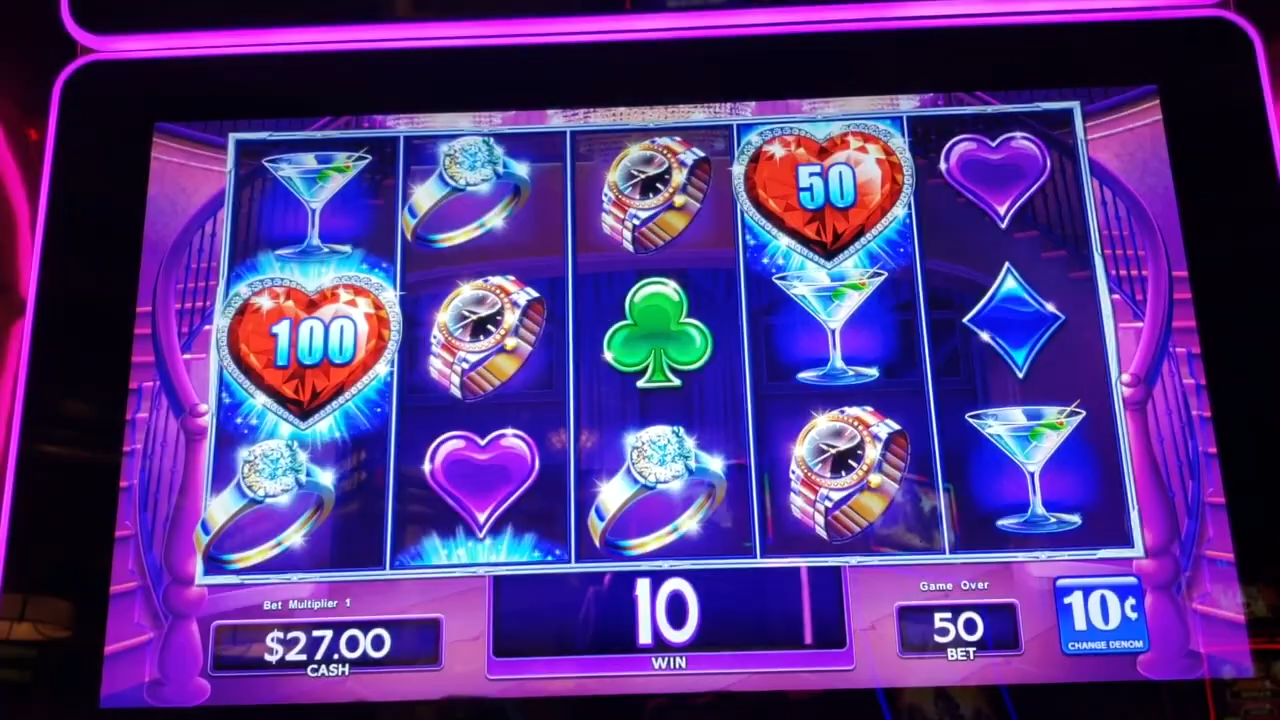 50
100
Bet Multiplier 1
$27.00
CASH
10
WIN
Game Over
50
BET
10¢
CHANGE DENOM